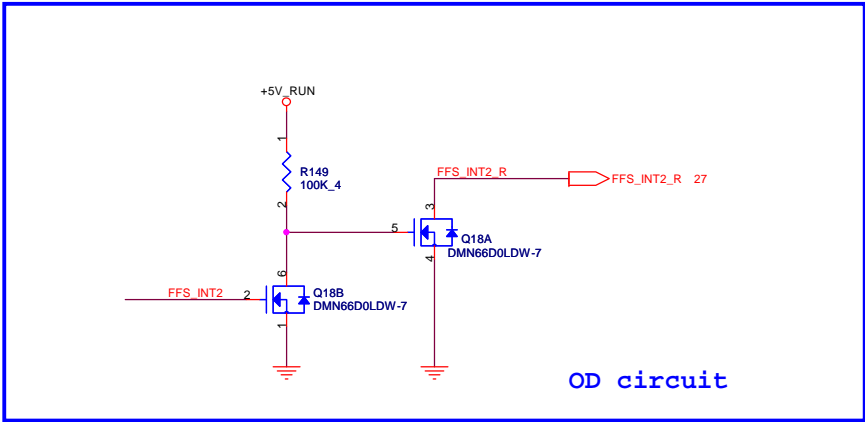 +5V_RUN
1
R149
100K_4
2
FFS_INT2_R
FFS_INT2_R 27
3
5
Q18A
DMN66D0LDW-7
4
6
FFS_INT2
2
Q18B
DMN66D0LDW-7
1
OD circuit